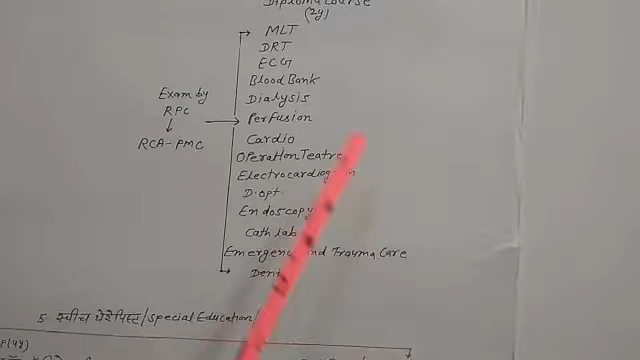 Diploma Course
(2y)
MLT
DRT
ECG
Blood Bank
Dialysis
Exam by
RPC
Perfusion
RCA-PMC
Cardio
Operation Teatre
D.opt
Endoscopy
Cath lab
and Trauma Care
5. स्पीच थेरेपिस्ट/Special Education/